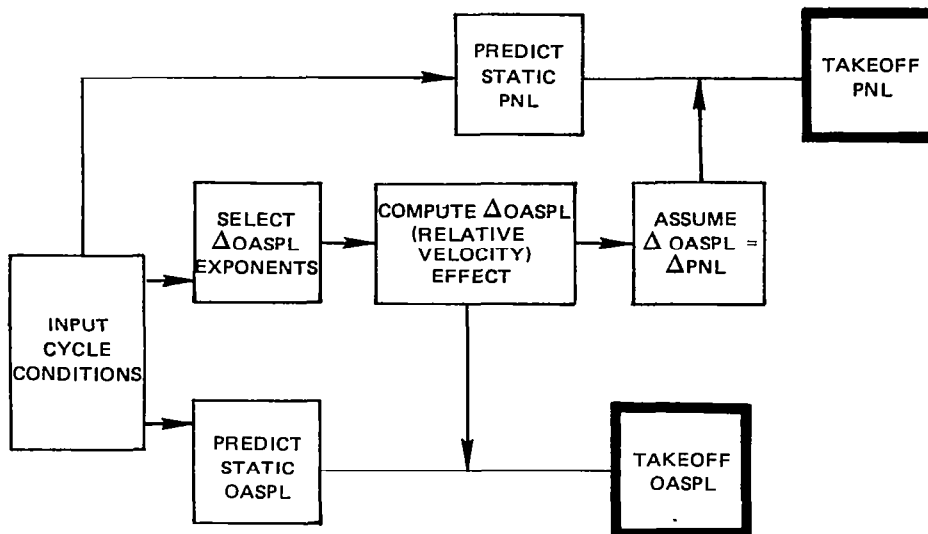 PREDICT
STATIC
PNL
TAKEOFF
PNL
SELECT
ΔOASPL
EXPONENTS
COMPUTE ΔOASPL
(RELATIVE
VELOCITY)
EFFECT
ASSUME
Δ OASPL =
ΔPNL
INPUT
CYCLE
CONDITIONS
PREDICT
STATIC
OASPL
TAKEOFF
OASPL